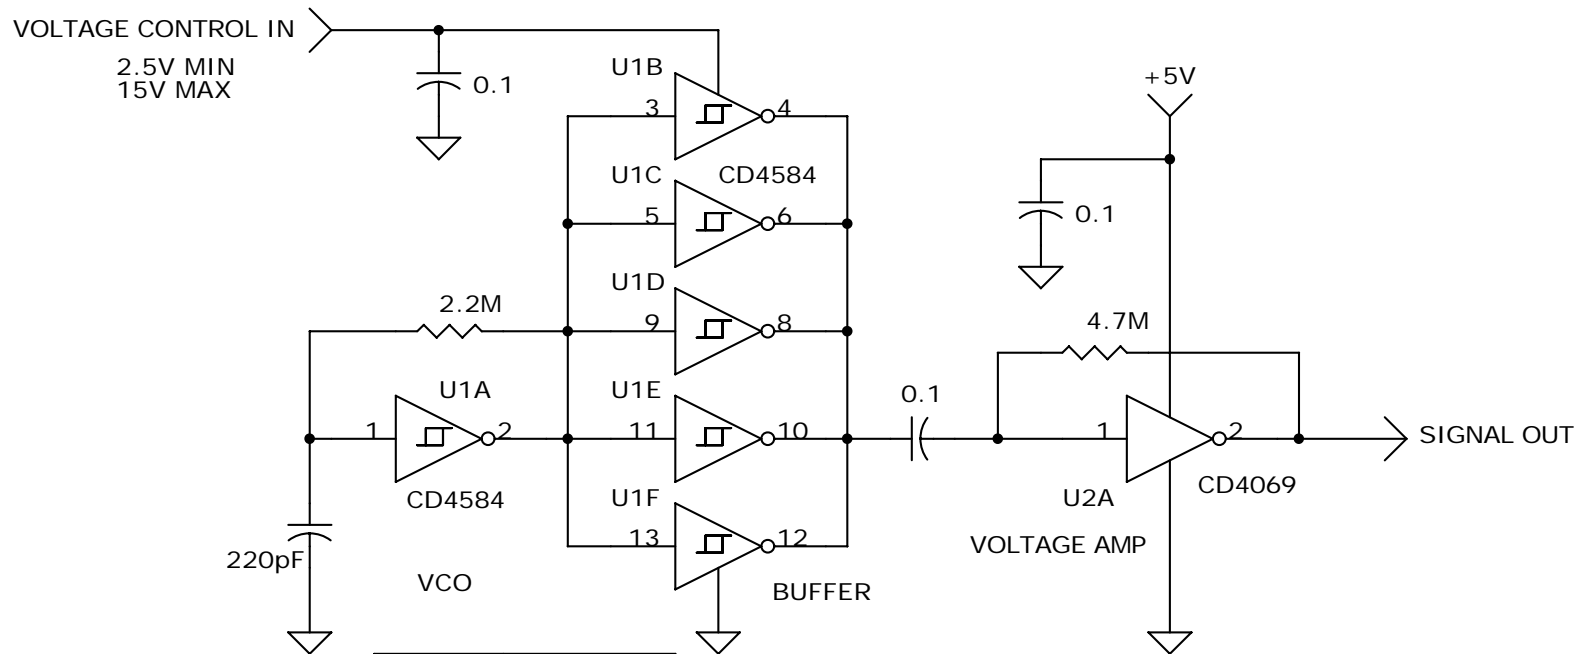 VOLTAGE CONTROL IN
2.5V MIN
15V MAX
0.1
U1B
3
4
+5V
U1C
CD4584
5
6
0.1
U1D
2.2M
9
8
4.7M
U1A
U1E
0.1
1
2
11
10
1
2
SIGNAL OUT
CD4584
U1F
U2A
CD4069
13
12
VOLTAGE AMP
220pF
VCO
BUFFER